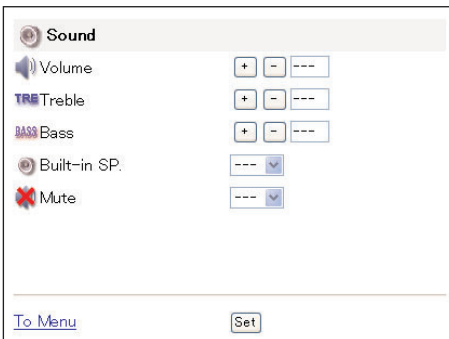 Sound
Volume + - ---
TRE Treble + - ---
BASS Bass + - ---
Built-in SP. ---
Mute ---
To Menu Set